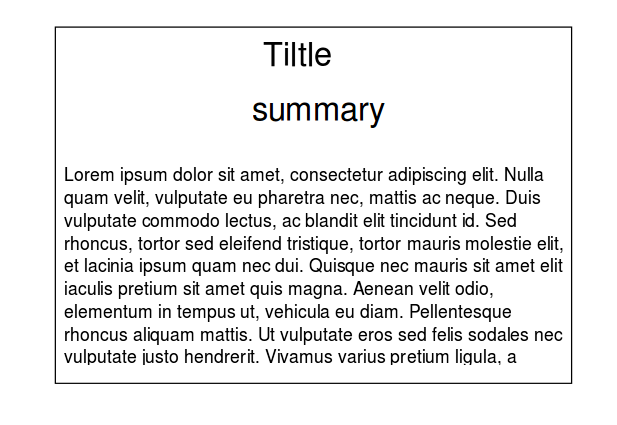 Tiltle
summary
Lorem ipsum dolor sit amet, consectetur adipiscing elit. Nulla
quam velit, vulputate eu pharetra nec, mattis ac neque. Duis
vulputate commodo lectus, ac blandit elit tincidunt id. Sed
rhoncus, tortor sed eleifend tristique, tortor mauris molestie elit,
et lacinia ipsum quam nec dui. Quisque nec mauris sit amet elit
iaculis pretium sit amet quis magna. Aenean velit odio,
elementum in tempus ut, vehicula eu diam. Pellentesque
rhoncus aliquam mattis. Ut vulputate eros sed felis sodales nec
vulputate justo hendrerit. Vivamus varius pretium ligula, a